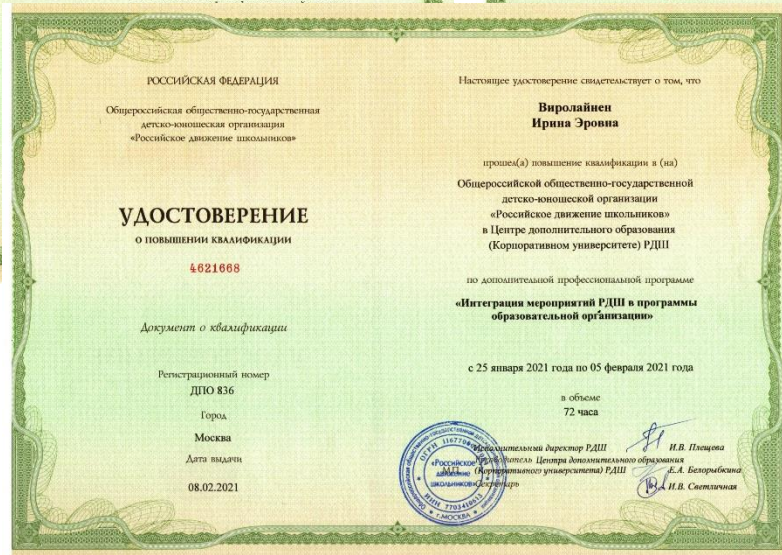 РОССИЙСКАЯ ФЕДЕРАЦИЯ
Общероссийская общественно-государственная
детско-юношеская организация
«Российское движение школьников»
УДОСТОВЕРЕНИЕ
О ПОВЫШЕНИИ КВАЛИФИКАЦИИ
4621668
Документ о квалификации
Регистрационный номер
ДПО 836
Город
Москва
Дата выдачи
08.02.2021
Настоящее удостоверение свидетельствует о том, что
Виролайнен
Ирина Эровна
прошел(а) повышение квалификации в (на)
Общероссийской общественно-государственной
детско-юношеской организации
«Российское движение школьников»
в Центре дополнительного образования
(Корпоративном университете) РДШ
по дополнительной профессиональной программе
«Интеграция мероприятий РДШ в программы
образовательной организации»
с 25 января 2021 года по 05 февраля 2021 года
в объеме
72 часа
Исполнительный директор РДШ И.В. Плещева
Руководитель Центра дополнительного образования
(Корпоративного университета) РДШ Е.А. Белорыбкина
Секретарь И.В. Светличная
М.П.
«Российское
движение
школьников»
г.МОСКВА